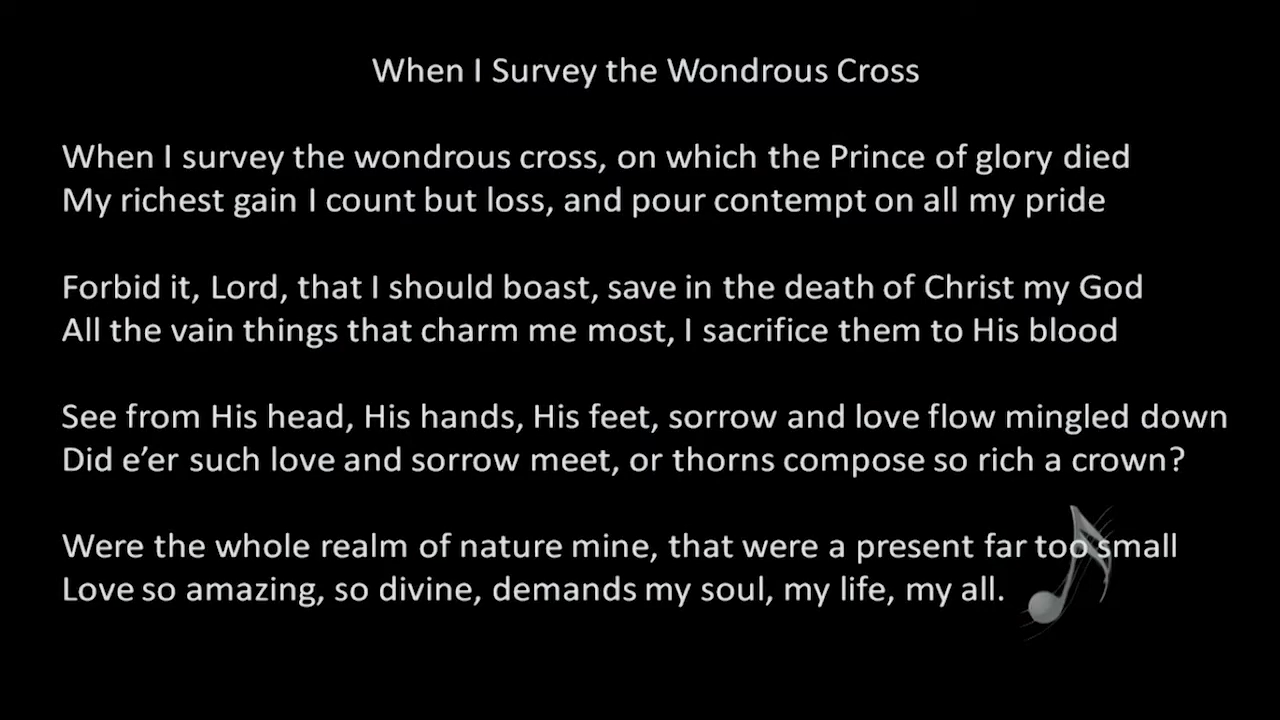 When I Survey the Wondrous Cross
When I survey the wondrous cross, on which the Prince of glory died
My richest gain I count but loss, and pour contempt on all my pride
Forbid it, Lord, that I should boast, save in the death of Christ my God
All the vain things that charm me most, I sacrifice them to His blood
See from His head, His hands, His feet, sorrow and love flow mingled down
Did e’er such love and sorrow meet, or thorns compose so rich a crown?
Were the whole realm of nature mine, that were a present far too small
Love so amazing, so divine, demands my soul, my life, my all.